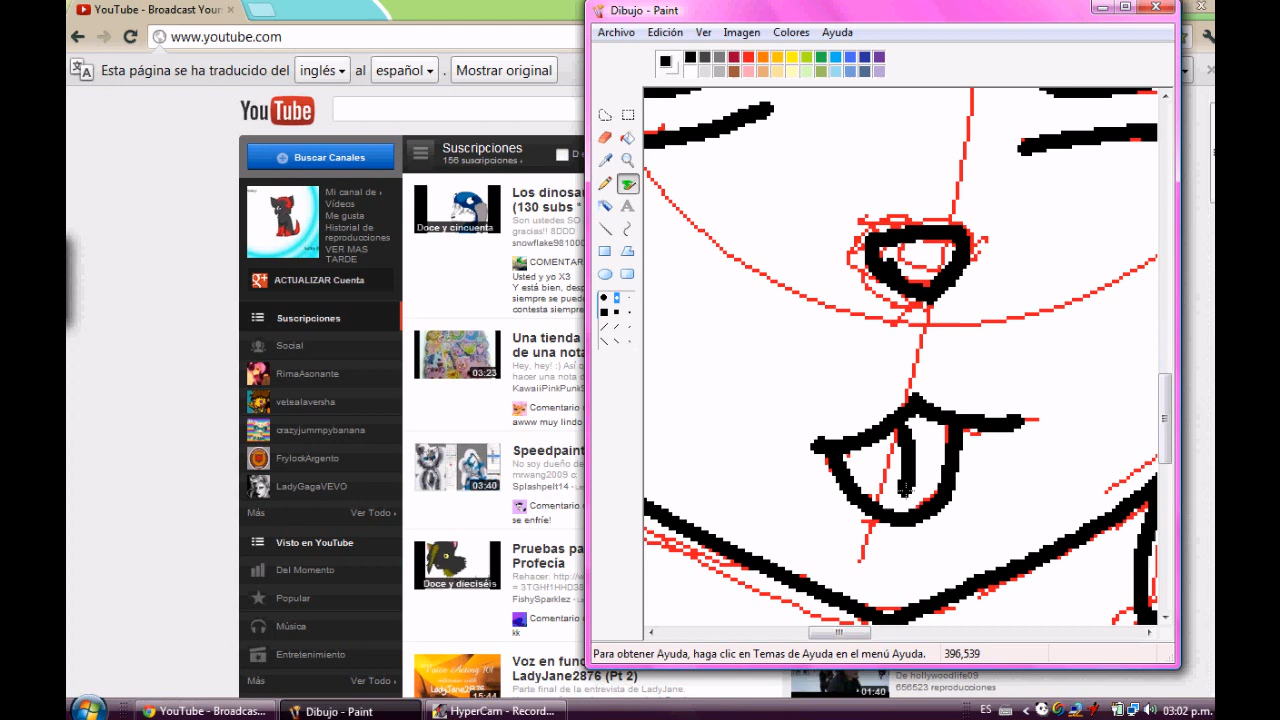 YouTube - Broadcast Your
www.youtube.com
Esta página se ha traducido del inglés al español . Mostrar original
YouTube
Buscar Canales
Mi canal de ›
Vídeos
Me gusta
Historial de
reproducciones
VER MAS
TARDE
ACTUALIZAR Cuenta
Suscripciones
Social
RimaAsonante
vetealaversha
crazyjummpybanana
FrylockArgento
LadyGagaVEVO
Más
Ver Todo ›
Visto en YouTube
Del Momento
Popular
Música
Entretenimiento
Más
Ver Todo ›
Suscripciones
156 suscripciones ›
Doce y cincuenta
Los dinosau
(130 subs *
Son ustedes SO
gracias!! 8DDD
snowflake981000
COMENTAR
Usted y yo X3
Y está bien, desp
siempre se puede
contesta siempre
03:23
Una tienda
de una nota
Hey, hey! :) Así
hacer una nota d
KawaiiPinkPunkS
Comentario
awww muy lindo
03:40
Speedpaint
No soy dueño de
mrwang2009 c:
Splashpelt14 -
Comentario
se enfríe!
Doce y dieciséis
Pruebas pa
Profecía
Rehacer: http://w
= 3TGHf1HHD38
FishySparklez -
Comentario
kk
15:44
Voz en func
LadyJane2876 (Pt 2)
Parte final de la entrevista de LadyJane2876.
01:40
De hollywoodlife09
656523 reproducciones
Dibujo - Paint
Archivo Edición Ver Imagen Colores Ayuda
Para obtener Ayuda, haga clic en Temas de Ayuda en el menú Ayuda.
396,539
YouTube - Broadcas...
Dibujo - Paint
HyperCam - Record...
ES
03:02 p.m.